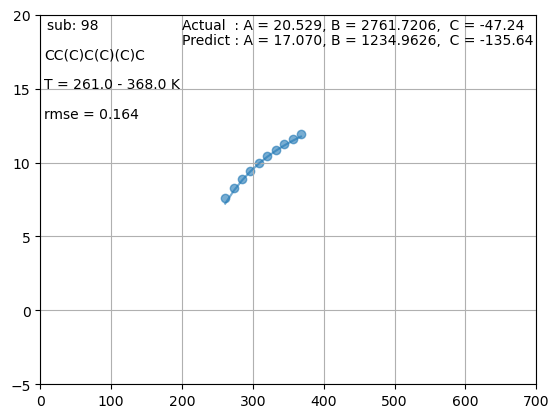 sub: 98
Actual  : A = 20.529, B = 2761.7206,  C = -47.24
Predict : A = 17.070, B = 1234.9626,  C = -135.64
CC(C)C(C)(C)C
T = 261.0 - 368.0 K
rmse = 0.164
20
15
10
5
0
−5
0 100 200 300 400 500 600 700